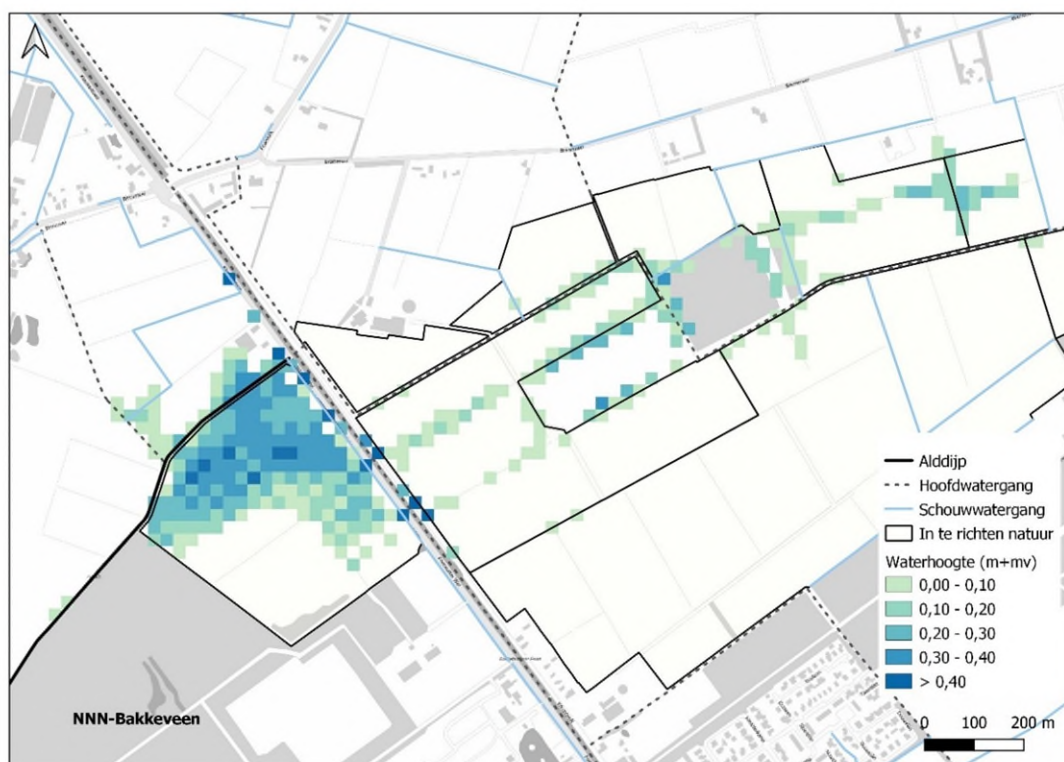 Alddijp
Hoofdwatergang
Schouwwatergang
In te richten natuur
Waterhoogte (m+mv)
0,00 - 0,10
0,10 - 0,20
0,20 - 0,30
0,30 - 0,40
> 0,40
NNN-Bakkeveen
0 100 200 m